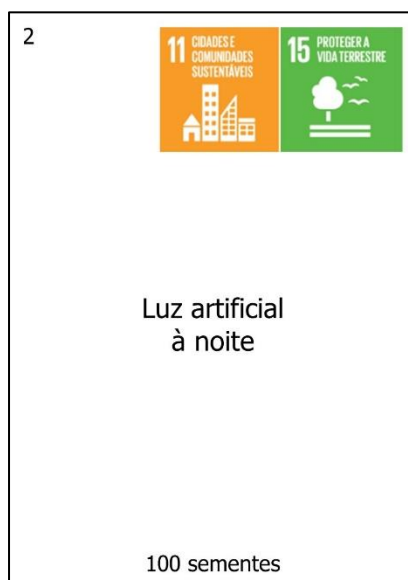 2
11 CIDADES E
COMUNIDADES
SUSTENTÁVEIS
15 PROTEGER A
VIDA TERRESTRE
Luz artificial
à noite
100 sementes